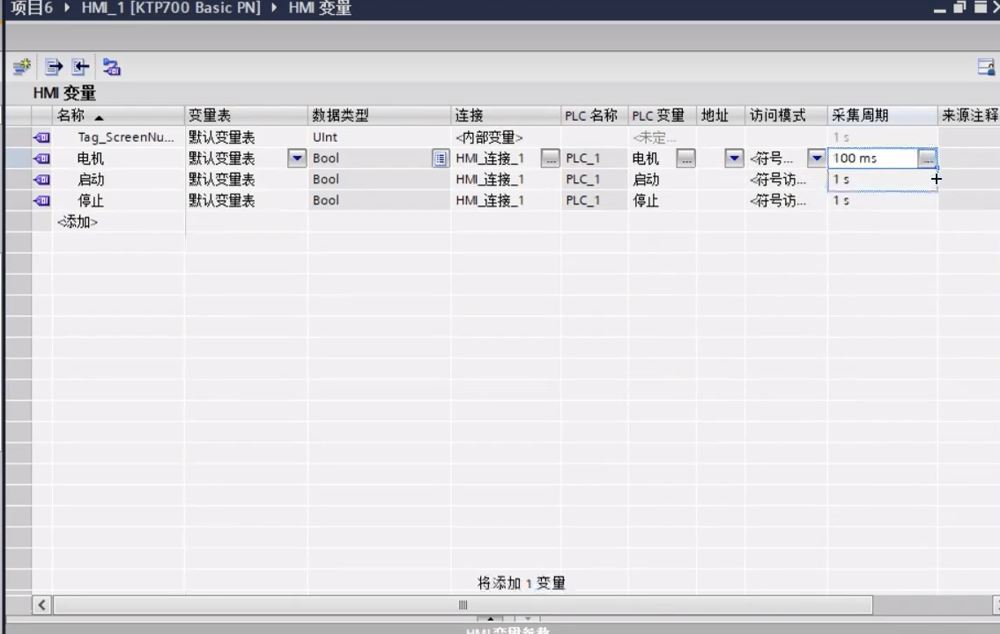 项目6 ▸ HMI_1 [KTP700 Basic PN] ▸ HMI 变量
HMI 变量
名称 变量表 数据类型 连接 PLC 名称 PLC 变量 地址 访问模式 采集周期 来源注释
Tag_ScreenNu... 默认变量表 UInt <内部变量> <未定... 1 s
电机 默认变量表 Bool HMI_连接_1 ... PLC_1 电机 ... <符号... 100 ms ...
启动 默认变量表 Bool HMI_连接_1 PLC_1 启动 <符号访... 1 s
停止 默认变量表 Bool HMI_连接_1 PLC_1 停止 <符号访... 1 s
<添加>
将添加 1 变量